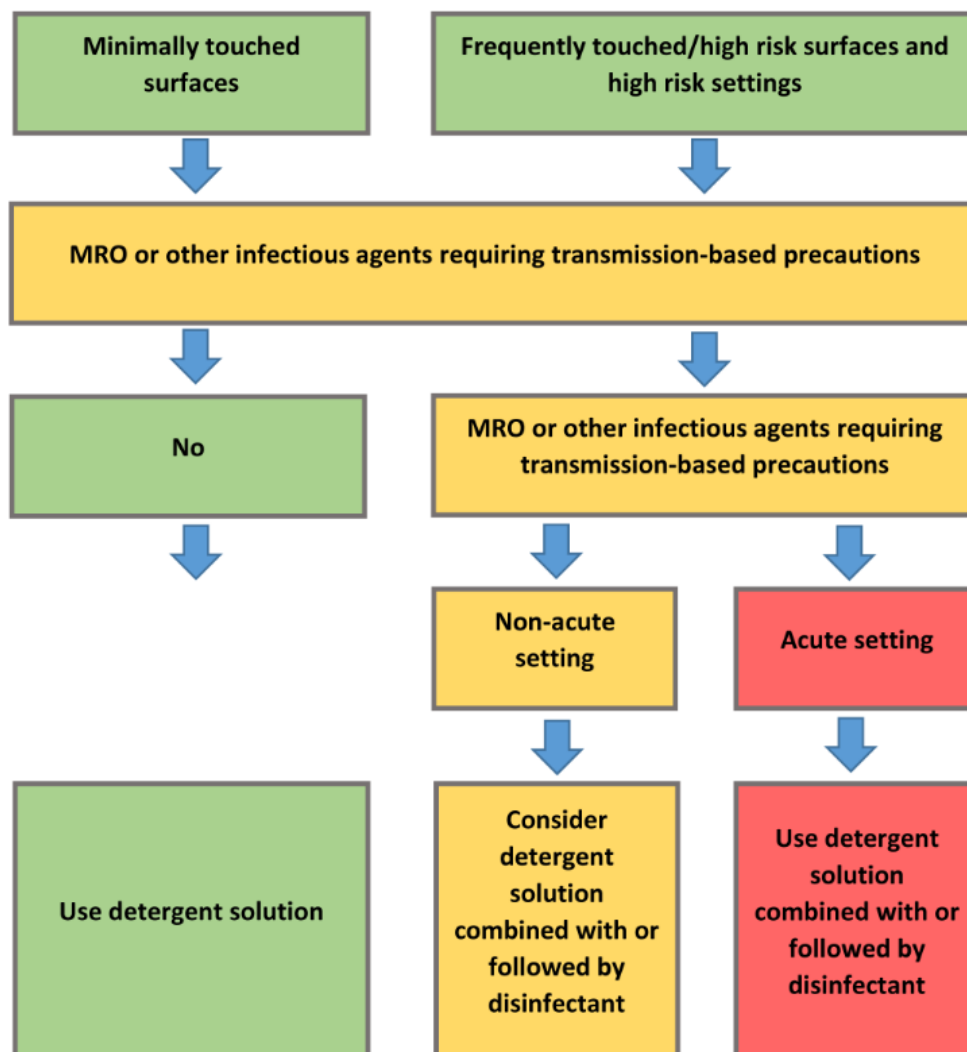 Minimally touched
surfaces
Frequently touched/high risk surfaces and
high risk settings
MRO or other infectious agents requiring transmission-based precautions
No
MRO or other infectious agents requiring
transmission-based precautions
Non-acute
setting
Acute setting
Use detergent solution
Consider
detergent
solution
combined with or
followed by
disinfectant
Use detergent
solution
combined with or
followed by
disinfectant